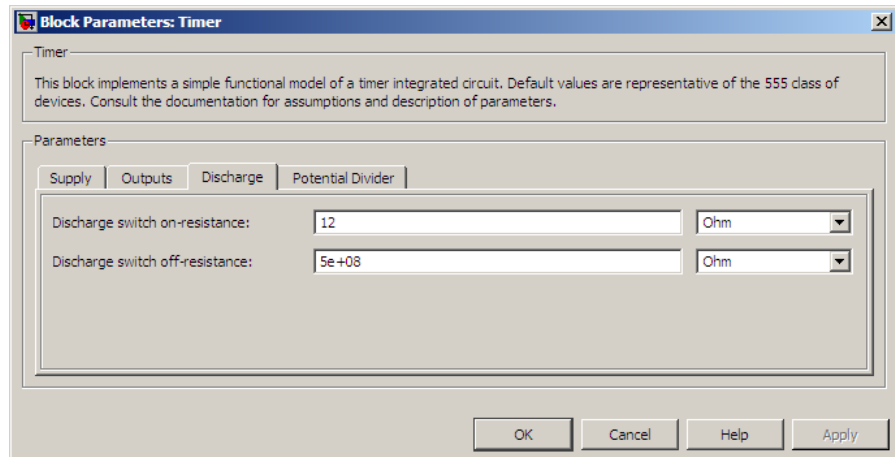 Block Parameters: Timer
Timer
This block implements a simple functional model of a timer integrated circuit. Default values are representative of the 555 class of
devices. Consult the documentation for assumptions and description of parameters.
Parameters
Supply Outputs Discharge Potential Divider
Discharge switch on-resistance: 12 Ohm
Discharge switch off-resistance: 5e+08 Ohm
OK Cancel Help Apply